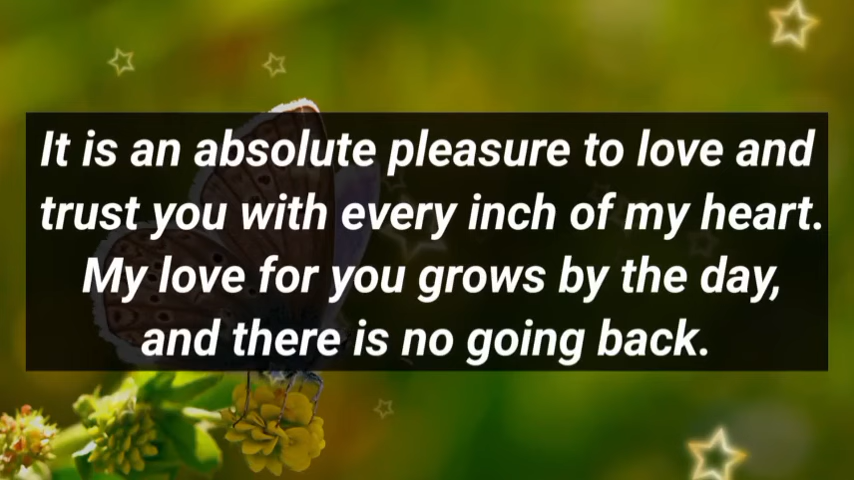 It is an absolute pleasure to love and
trust you with every inch of my heart.
My love for you grows by the day,
and there is no going back.